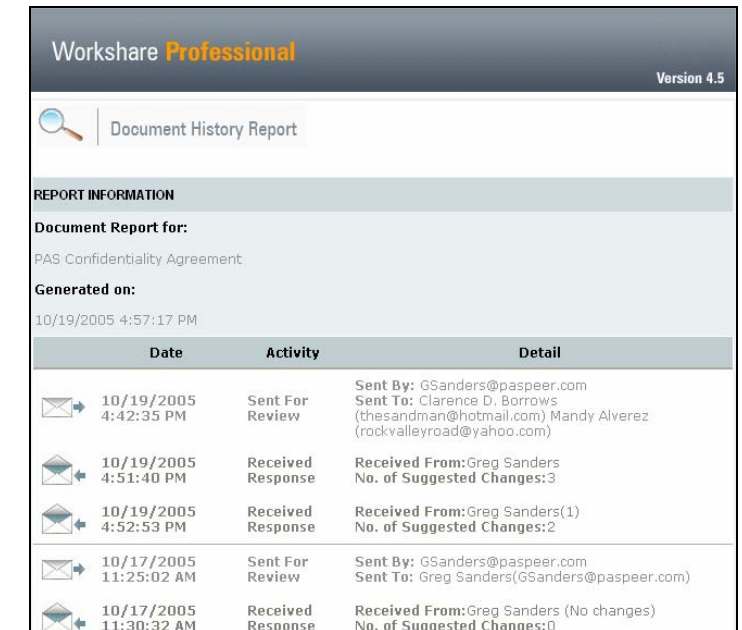 Workshare Professional
Version 4.5
Document History Report
REPORT INFORMATION
Document Report for:
PAS Confidentiality Agreement
Generated on:
10/19/2005 4:57:17 PM
Date Activity Detail
10/19/2005 4:42:35 PM Sent For Review Sent By: GSanders@paspeer.com
Sent To: Clarence D. Borrows
(thesandman@hotmail.com) Mandy Alverez
(rockvalleyroad@yahoo.com)
10/19/2005 Received Received From:Greg Sanders
4:51:40 PM Response No. of Suggested Changes:3
10/19/2005 Received Received From:Greg Sanders(1)
4:52:53 PM Response No. of Suggested Changes:2
10/17/2005 Sent For Sent By: GSanders@paspeer.com
11:25:02 AM Review Sent To: Greg Sanders(GSanders@paspeer.com)
10/17/2005 Received Received From:Greg Sanders (No changes)
11:30:32 AM Response No. of Suggested Changes:0